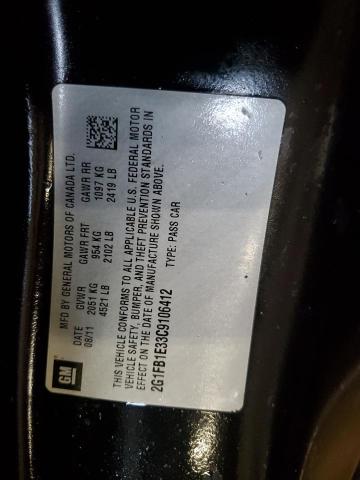 GM
MFD BY GENERAL MOTORS OF CANADA LTD.
DATE GVWR GAWR FRT GAWR RR
08/11 2051 KG 954 KG 1097 KG
4521 LB 2102 LB 2419 LB
THIS VEHICLE CONFORMS TO ALL APPLICABLE U.S. FEDERAL MOTOR
VEHICLE SAFETY, BUMPER, AND THEFT PREVENTION STANDARDS IN
EFFECT ON THE DATE OF MANUFACTURE SHOWN ABOVE.
2G1FB1E33C9106412 TYPE: PASS CAR